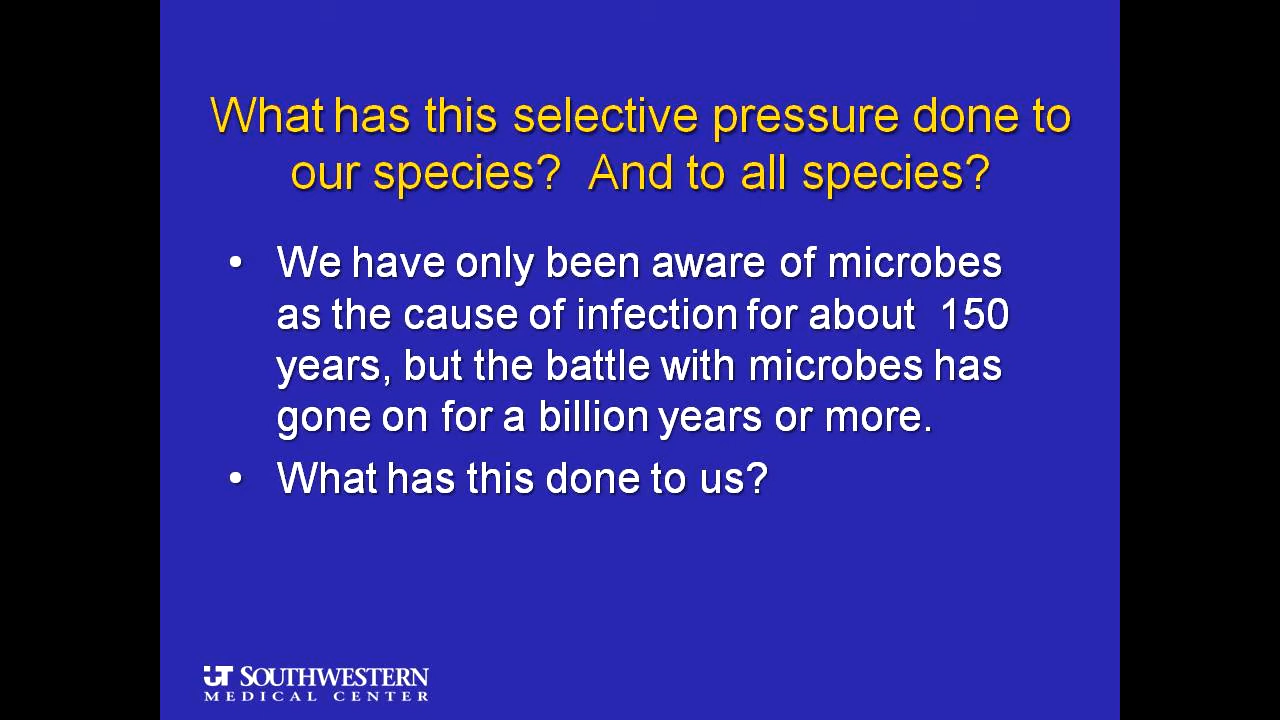 What has this selective pressure done to
our species?  And to all species?
• We have only been aware of microbes
as the cause of infection for about  150
years, but the battle with microbes has
gone on for a billion years or more.
• What has this done to us?
UT SOUTHWESTERN
MEDICAL CENTER